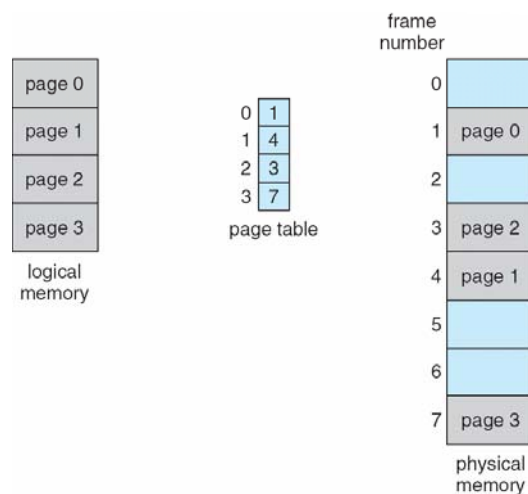 page 0
page 1
page 2
page 3
logical
memory
0 1
1 4
2 3
3 7
page table
frame
number
0
1 page 0
2
3 page 2
4 page 1
5
6
7 page 3
physical
memory